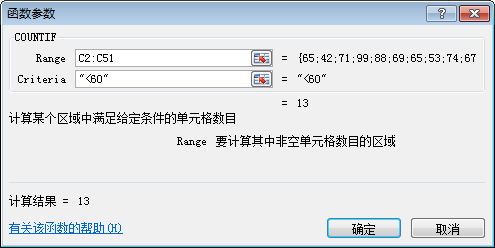 函数参数
COUNTIF
Range C2:C51 = {65;42;71;99;88;69;65;53;74;67
Criteria "<60" = "<60"
= 13
计算某个区域中满足给定条件的单元格数目
Range 要计算其中非空单元格数目的区域
计算结果 = 13
有关该函数的帮助(H)
确定 取消